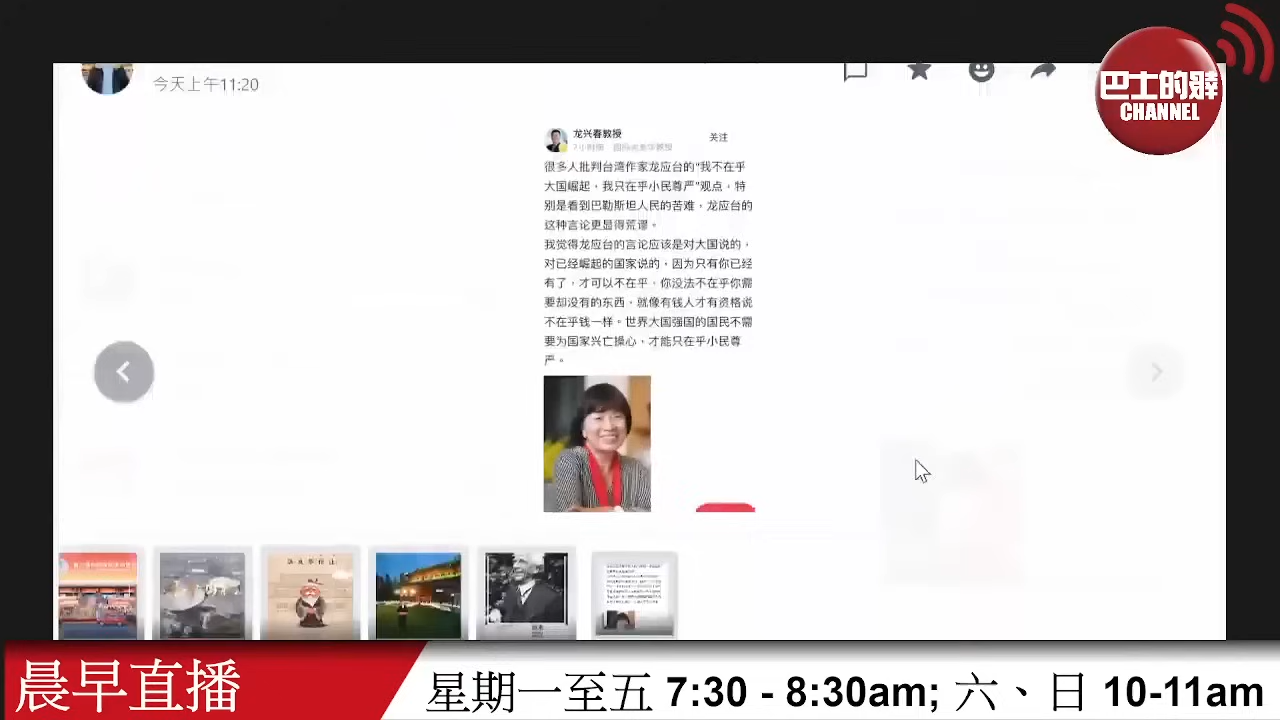 今天上午11:20
巴士的報
CHANNEL
龙兴春教授
关注
很多人批判台湾作家龙应台的“我不在乎
大国崛起，我只在乎小民尊严”观点，特
别是看到巴勒斯坦人民的苦难，龙应台的
这种言论更显得荒谬。
我觉得龙应台的言论应该是对大国说的，
对已经崛起的国家说的，因为只有你已经
有了，才可以不在乎，你没法不在乎你需
要却没有的东西，就像有钱人才有资格说
不在乎钱一样。世界大国强国的国民不需
要为国家兴亡操心，才能只在乎小民尊
严。
晨早直播
星期一至五 7:30 - 8:30am; 六、日 10-11am